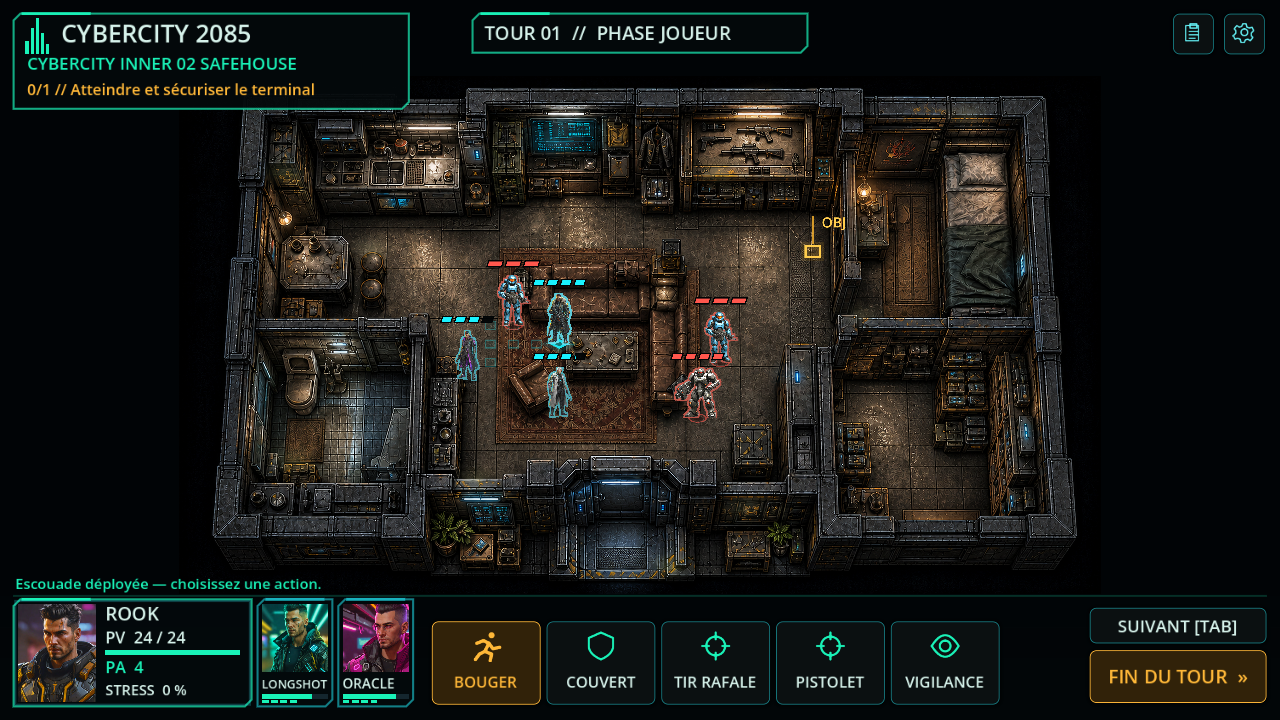 CYBERCITY 2085
CYBERCITY INNER 02 SAFEHOUSE
0/1 // Atteindre et sécuriser le terminal
TOUR 01 // PHASE JOUEUR
OBJ
Escouade déployée — choisissez une action.
ROOK
PV 24 / 24
PA 4
STRESS 0 %
LONGSHOT
ORACLE
BOUGER
COUVERT
TIR RAFALE
PISTOLET
VIGILANCE
SUIVANT [TAB]
FIN DU TOUR »